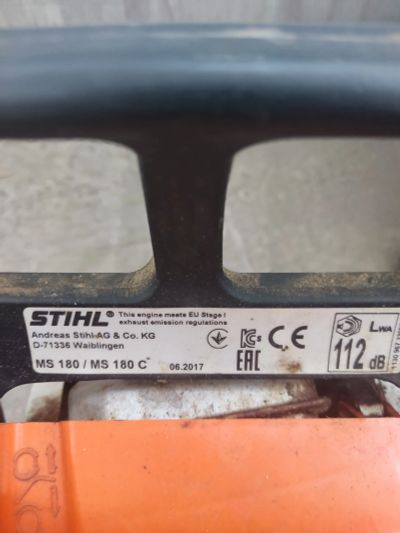 STIHL® This engine meets EU Stage I
exhaust emission regulations
Andreas Stihl-AG & Co. KG
D-71336 Waiblingen
MS 180 / MS 180 C
06.2017
EAC
CE
LWA
112 dB